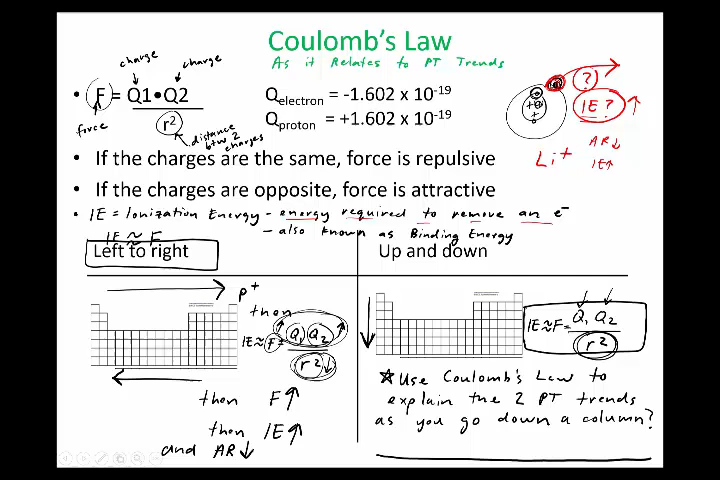 Coulomb's Law
As it Relates to PT Trends
charge
charge
• F = Q1•Q2
r²
force
distance
btw 2
charges
Qelectron = -1.602 x 10⁻¹⁹
Qproton = +1.602 x 10⁻¹⁹
?
IE? ↑
Li+
AR↓
IE↑
• If the charges are the same, force is repulsive
• If the charges are opposite, force is attractive
• IE = Ionization Energy - energy required to remove an e⁻
IE ≈ F
- also known as Binding Energy
Left to right
p⁺
then
IE≈F= Q₁ Q₂
r² ↓
then F↑
then IE↑
and AR↓
Up and down
IE≈F= Q₁ Q₂
r²
* Use Coulomb's Law to
explain the 2 PT trends
as you go down a column?